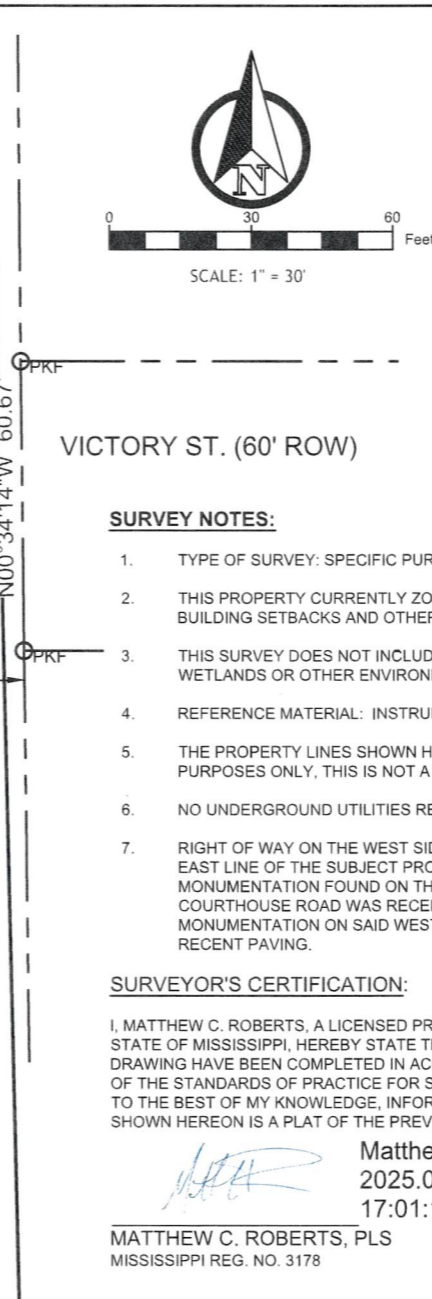 N
0 30 60
Feet
SCALE: 1" = 30'
PKF
N00°34'14"W 60.67'
VICTORY ST. (60' ROW)
PKF
SURVEY NOTES:
1. TYPE OF SURVEY: SPECIFIC PUR
2. THIS PROPERTY CURRENTLY ZO
BUILDING SETBACKS AND OTHER
3. THIS SURVEY DOES NOT INCLUD
WETLANDS OR OTHER ENVIRON
4. REFERENCE MATERIAL: INSTRU
5. THE PROPERTY LINES SHOWN H
PURPOSES ONLY, THIS IS NOT A
6. NO UNDERGROUND UTILITIES RE
7. RIGHT OF WAY ON THE WEST SID
EAST LINE OF THE SUBJECT PRO
MONUMENTATION FOUND ON TH
COURTHOUSE ROAD WAS RECE
MONUMENTATION ON SAID WEST
RECENT PAVING.
SURVEYOR'S CERTIFICATION:
I, MATTHEW C. ROBERTS, A LICENSED PR
STATE OF MISSISSIPPI, HEREBY STATE T
DRAWING HAVE BEEN COMPLETED IN AC
OF THE STANDARDS OF PRACTICE FOR S
TO THE BEST OF MY KNOWLEDGE, INFOR
SHOWN HEREON IS A PLAT OF THE PREV
Matthe
2025.0
17:01:
MATTHEW C. ROBERTS, PLS
MISSISSIPPI REG. NO. 3178